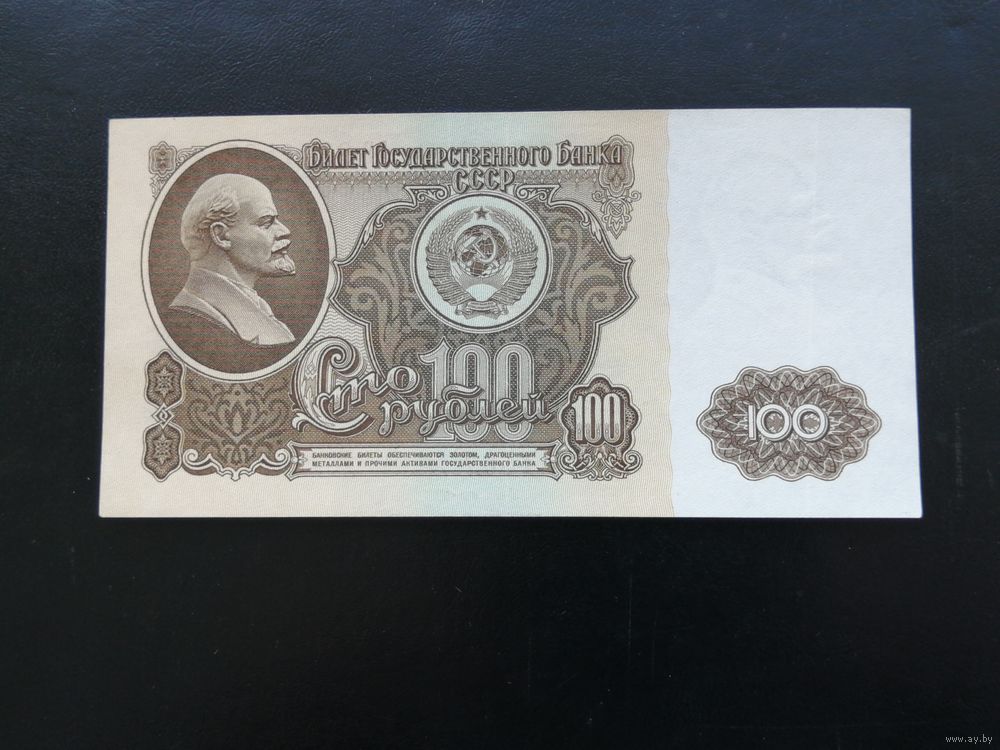 Билет Государственного Банка
СССР
Сто 100
рублей
100
БАНКОВСКИЕ БИЛЕТЫ ОБЕСПЕЧИВАЮТСЯ ЗОЛОТОМ, ДРАГОЦЕННЫМИ
МЕТАЛЛАМИ И ПРОЧИМИ АКТИВАМИ ГОСУДАРСТВЕННОГО БАНКА
100
www.ay.by